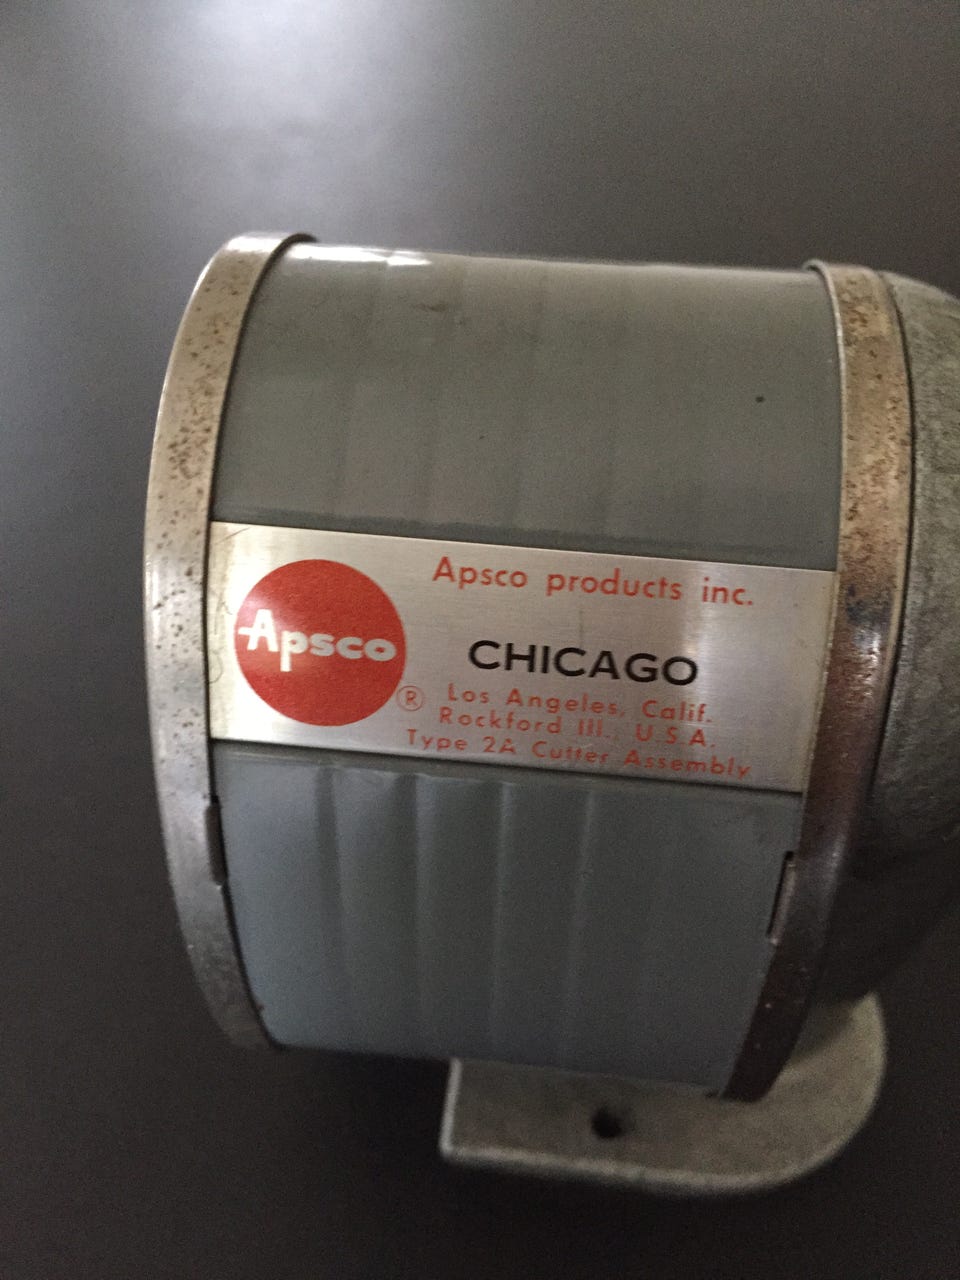 Apsco
Apsco products inc.
CHICAGO
®
Los Angeles, Calif.
Rockford Ill., U.S.A.
Type 2A Cutter Assembly